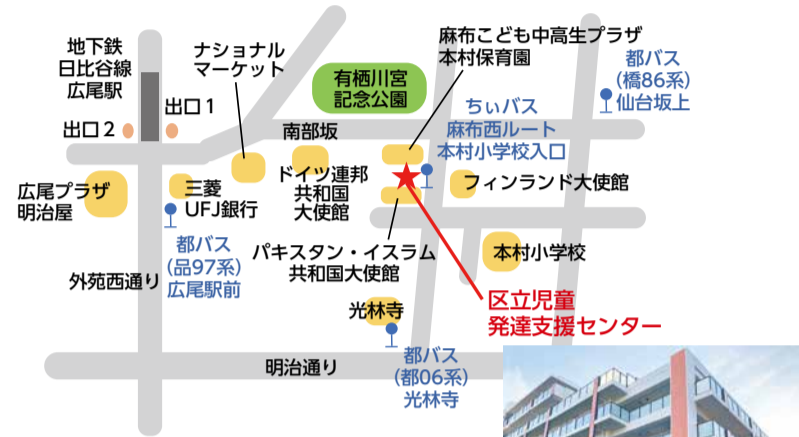 地下鉄
日比谷線
広尾駅
ナショナル
マーケット
有栖川宮
記念公園
麻布こども中高生プラザ
本村保育園
都バス
(橋86系)
仙台坂上
出口1
出口2
南部坂
ちぃバス
麻布西ルート
本村小学校入口
広尾プラザ
明治屋
三菱
UFJ銀行
ドイツ連邦
共和国
大使館
フィンランド大使館
都バス
(品97系)
広尾駅前
パキスタン・イスラム
共和国大使館
本村小学校
外苑西通り
光林寺
区立児童
発達支援センター
明治通り
都バス
(都06系)
光林寺